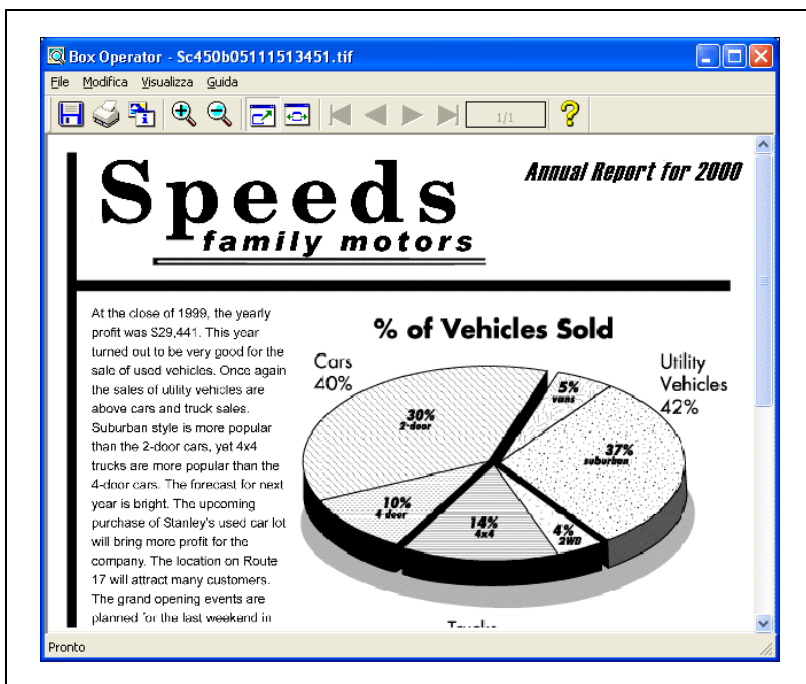 Box Operator - Sc450b05111513451.tif
File Modifica Visualizza Guida
1/1
Speeds
family motors
Annual Report for 2000
At the close of 1999, the yearly
profit was $29,441. This year
turned out to be very good for the
sale of used vehicles. Once again
the sales of utility vehicles are
above cars and truck sales.
Suburban style is more popular
than the 2-door cars, yet 4x4
trucks are more popular than the
4-door cars. The forecast for next
year is bright. The upcoming
purchase of Stanley's used car lot
will bring more profit for the
company. The location on Route
17 will attract many customers.
The grand opening events are
planned for the last weekend in
% of Vehicles Sold
Cars
40%
Utility
Vehicles
42%
5%
vans
30%
2-door
37%
suburban
10%
4 door
14%
4x4
4%
2WD
Trucks
Pronto